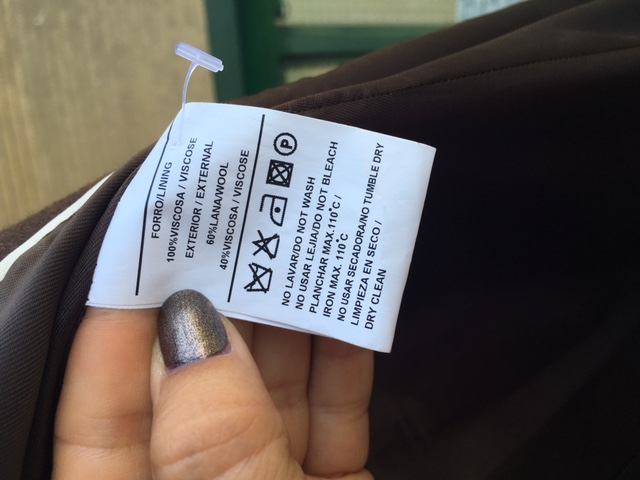 FORRO/LINING
100%VISCOSA / VISCOSE
EXTERIOR / EXTERNAL
60%LANA/WOOL
40%VISCOSA / VISCOSE
P
NO LAVAR/DO NOT WASH
NO USAR LEJIA/DO NOT BLEACH
PLANCHAR MAX.110°C /
IRON MAX. 110°C
NO USAR SECADORA/NO TUMBLE DRY
LIMPIEZA EN SECO /
DRY CLEAN